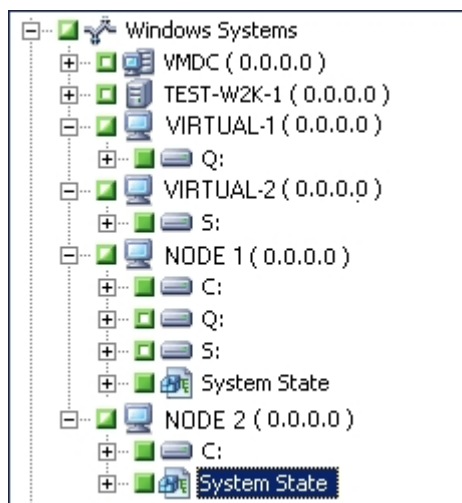 Windows Systems
VMDC ( 0.0.0.0 )
TEST-W2K-1 ( 0.0.0.0 )
VIRTUAL-1 ( 0.0.0.0 )
Q:
VIRTUAL-2 ( 0.0.0.0 )
S:
NODE 1 ( 0.0.0.0 )
C:
Q:
S:
System State
NODE 2 ( 0.0.0.0 )
C:
System State